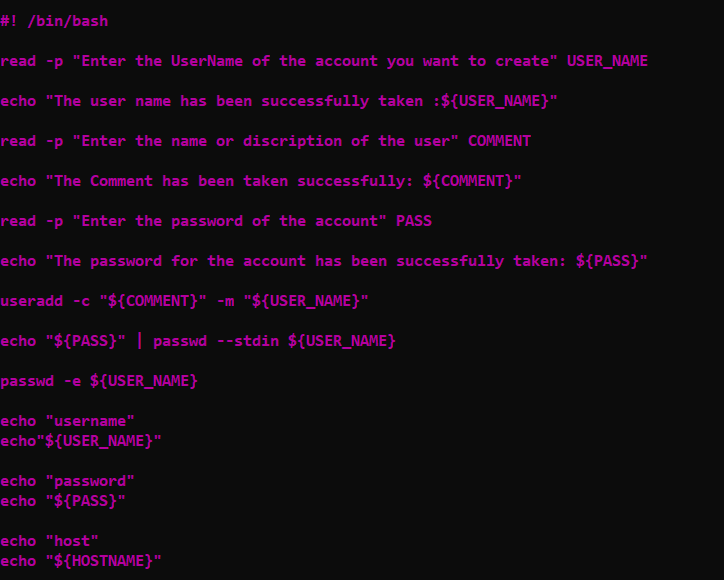 #! /bin/bash
read -p "Enter the UserName of the account you want to create" USER_NAME
echo "The user name has been successfully taken :${USER_NAME}"
read -p "Enter the name or discription of the user" COMMENT
echo "The Comment has been taken successfully: ${COMMENT}"
read -p "Enter the password of the account" PASS
echo "The password for the account has been successfully taken: ${PASS}"
useradd -c "${COMMENT}" -m "${USER_NAME}"
echo "${PASS}" | passwd --stdin ${USER_NAME}
passwd -e ${USER_NAME}
echo "username"
echo"${USER_NAME}"
echo "password"
echo "${PASS}"
echo "host"
echo "${HOSTNAME}"